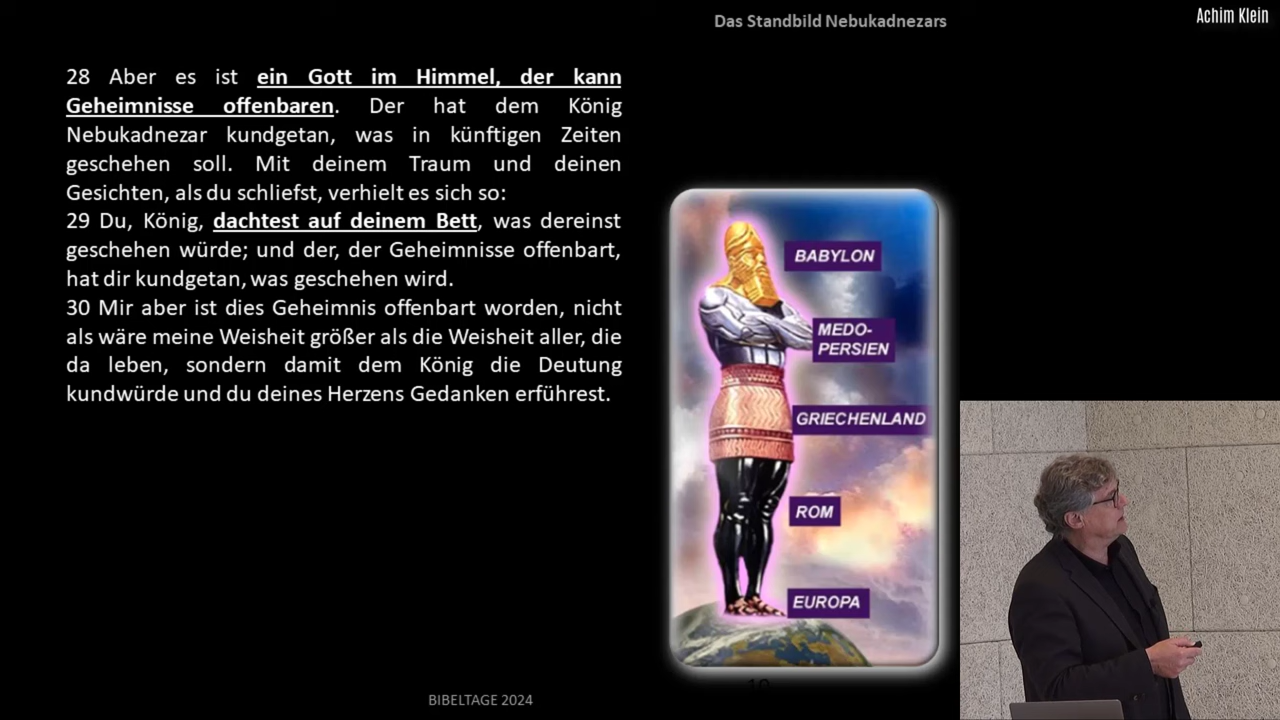 Das Standbild Nebukadnezars
Achim Klein
28 Aber es ist ein Gott im Himmel, der kann
Geheimnisse offenbaren. Der hat dem König
Nebukadnezar kundgetan, was in künftigen Zeiten
geschehen soll. Mit deinem Traum und deinen
Gesichten, als du schliefst, verhielt es sich so:
29 Du, König, dachtest auf deinem Bett, was dereinst
geschehen würde; und der, der Geheimnisse offenbart,
hat dir kundgetan, was geschehen wird.
30 Mir aber ist dies Geheimnis offenbart worden, nicht
als wäre meine Weisheit größer als die Weisheit aller, die
da leben, sondern damit dem König die Deutung
kundwürde und du deines Herzens Gedanken erführest.
BABYLON
MEDO-
PERSIEN
GRIECHENLAND
ROM
EUROPA
BIBELTAGE 2024